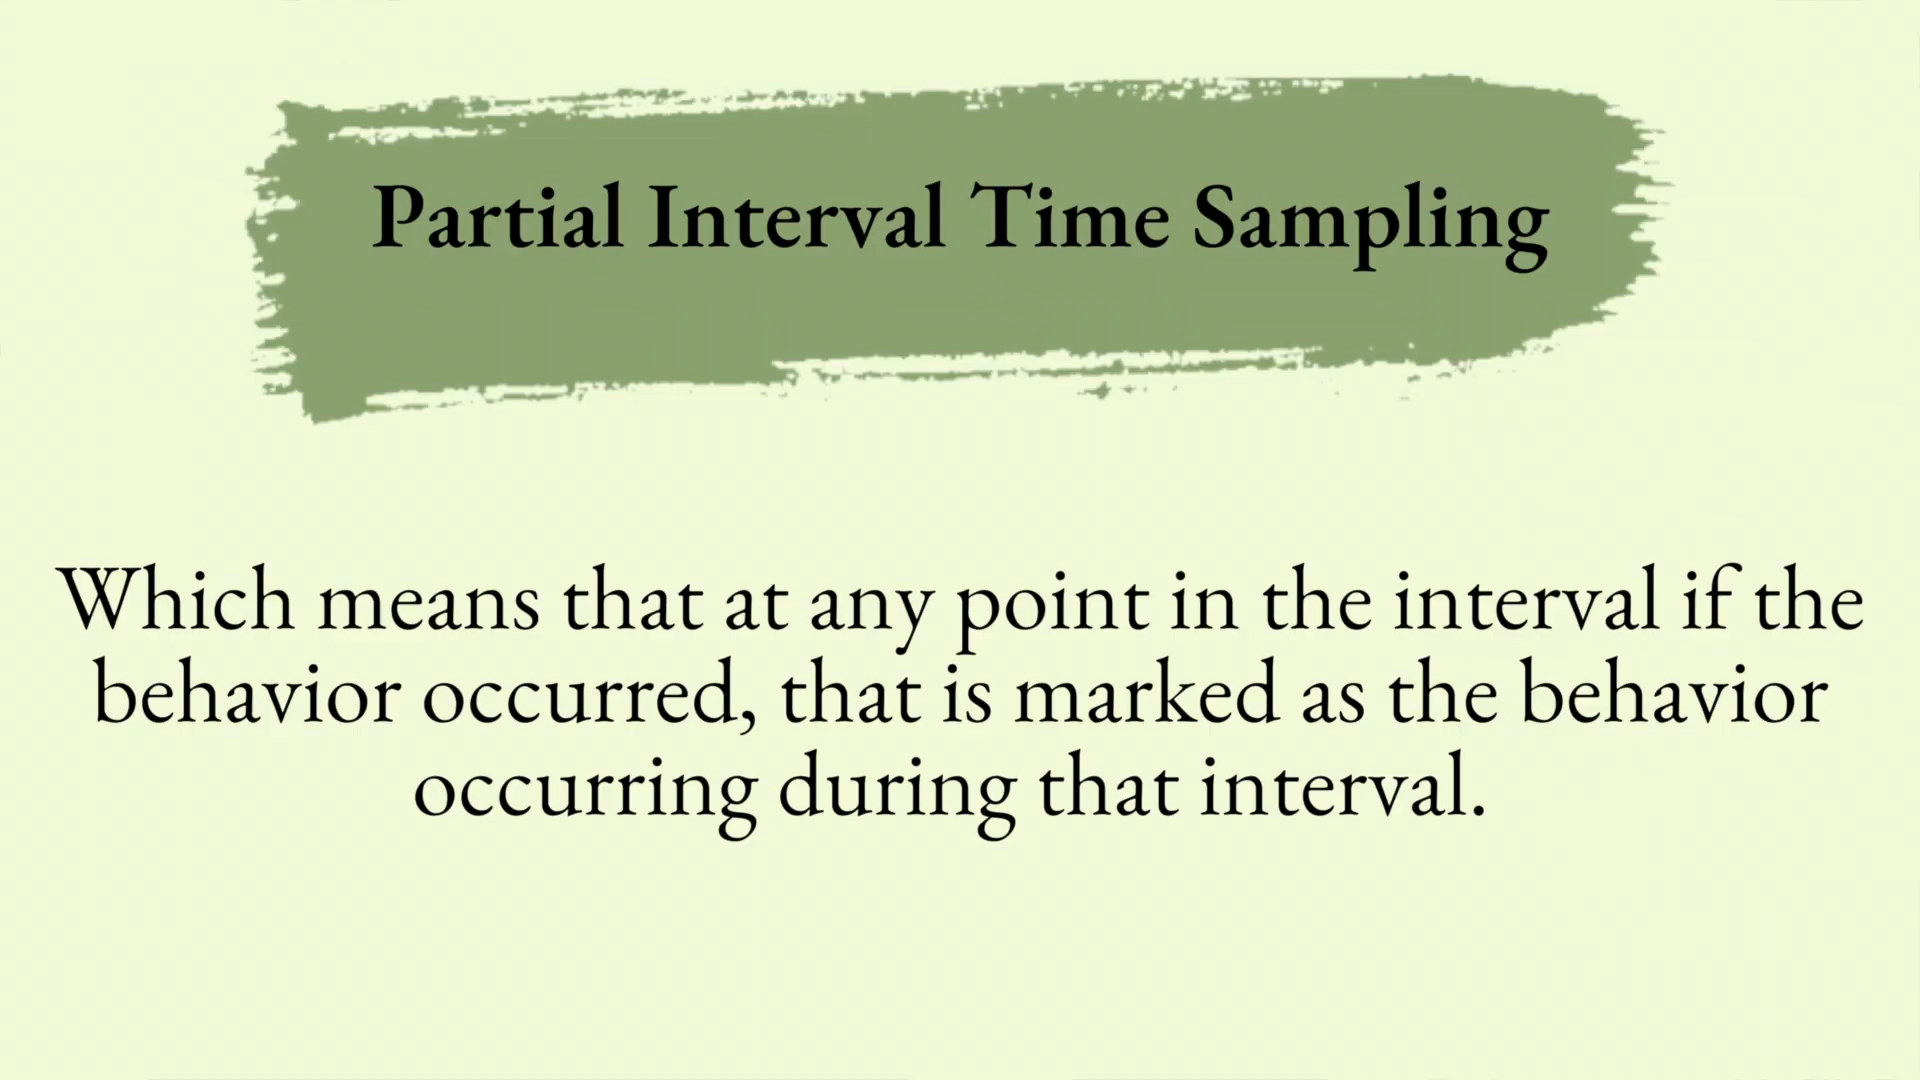 Partial Interval Time Sampling
Which means that at any point in the interval if the
behavior occurred, that is marked as the behavior
occurring during that interval.